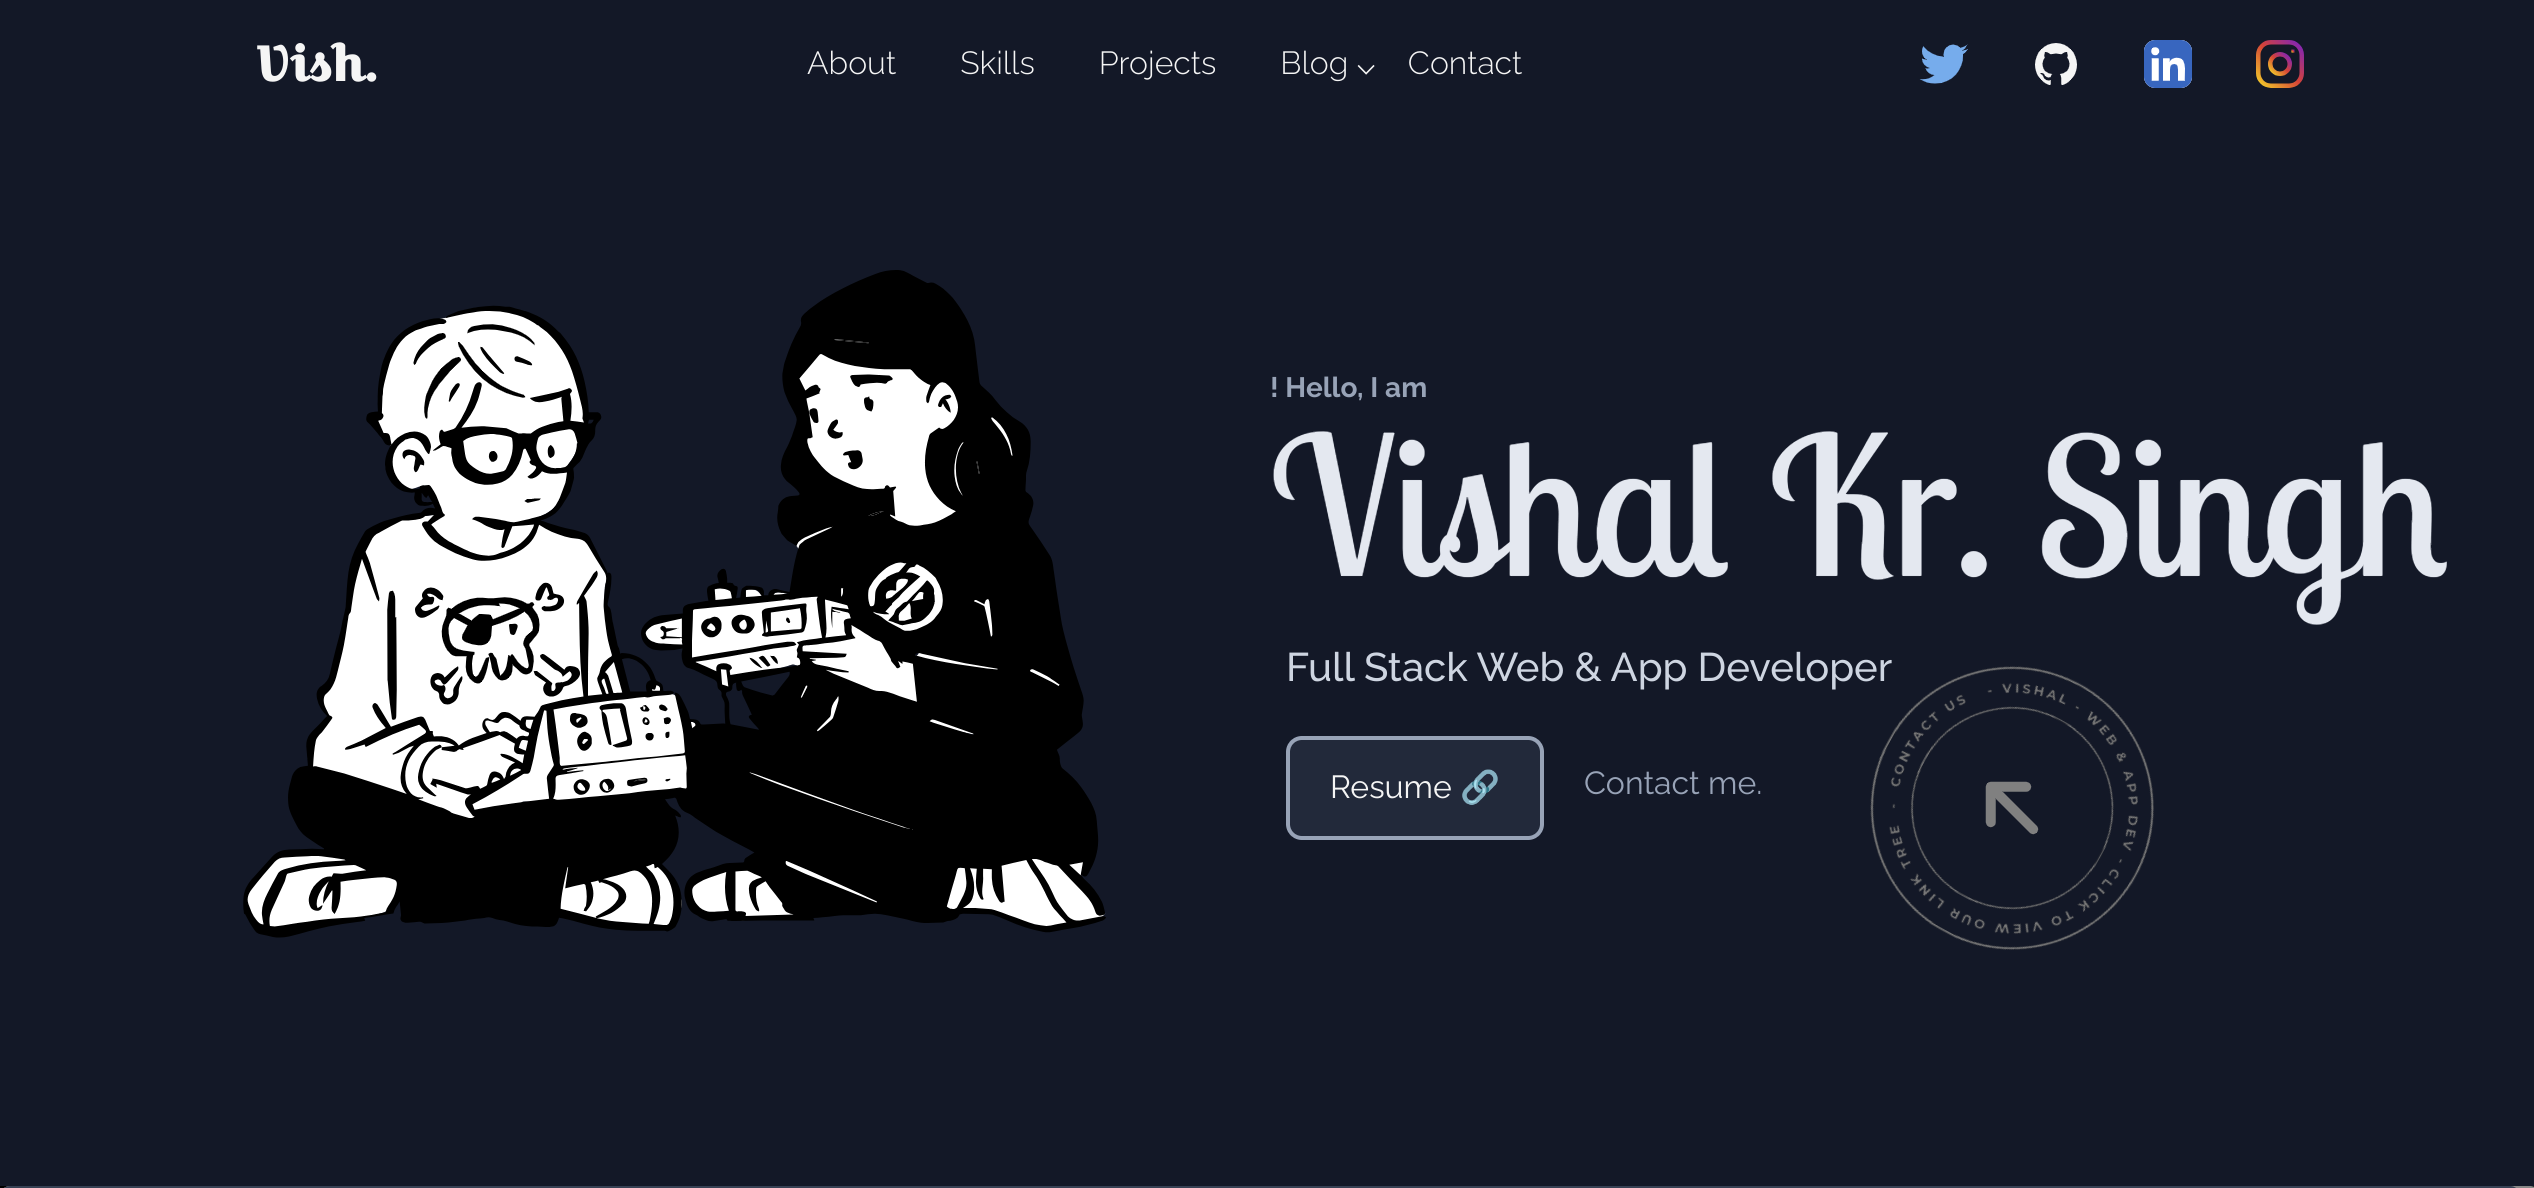 Vish.
About Skills Projects Blog Contact
! Hello, I am
Vishal Kr. Singh
Full Stack Web & App Developer
Resume 🔗
Contact me.
- VISHAL - WEB & APP DEV - CLICK TO VIEW OUR LINK TREE - CONTACT US